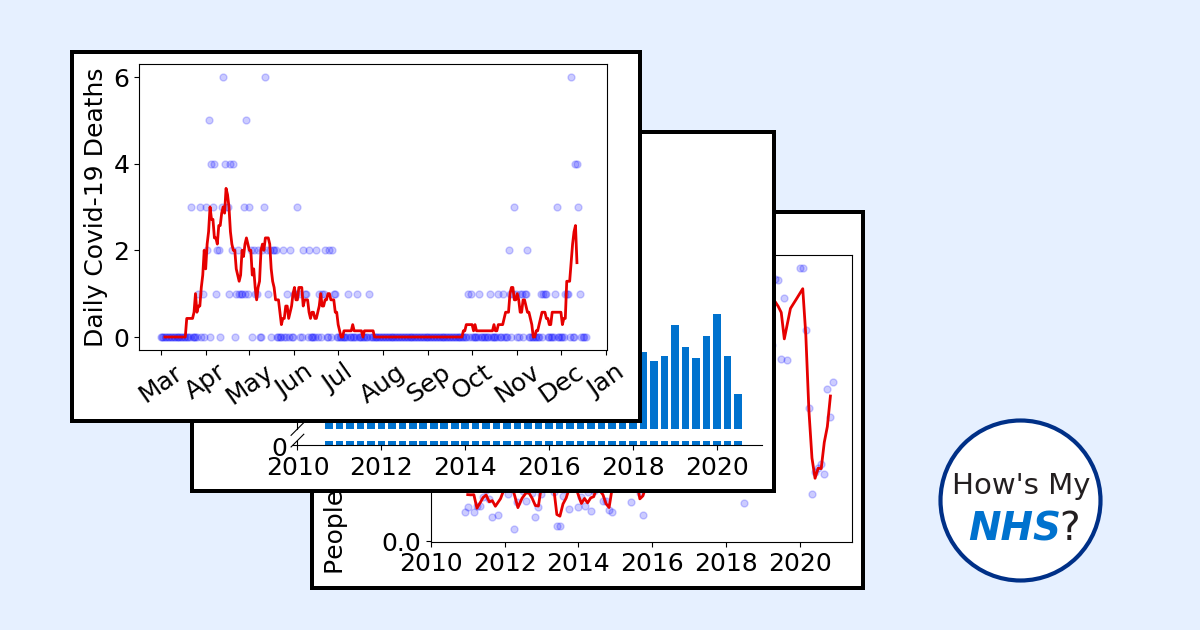 Daily Covid-19 Deaths
6
4
2
0
Mar Apr May Jun Jul Aug Sep Oct Nov Dec Jan
0
2010 2012 2014 2016 2018 2020
People
0.0
2010 2012 2014 2016 2018 2020
How's My
NHS?